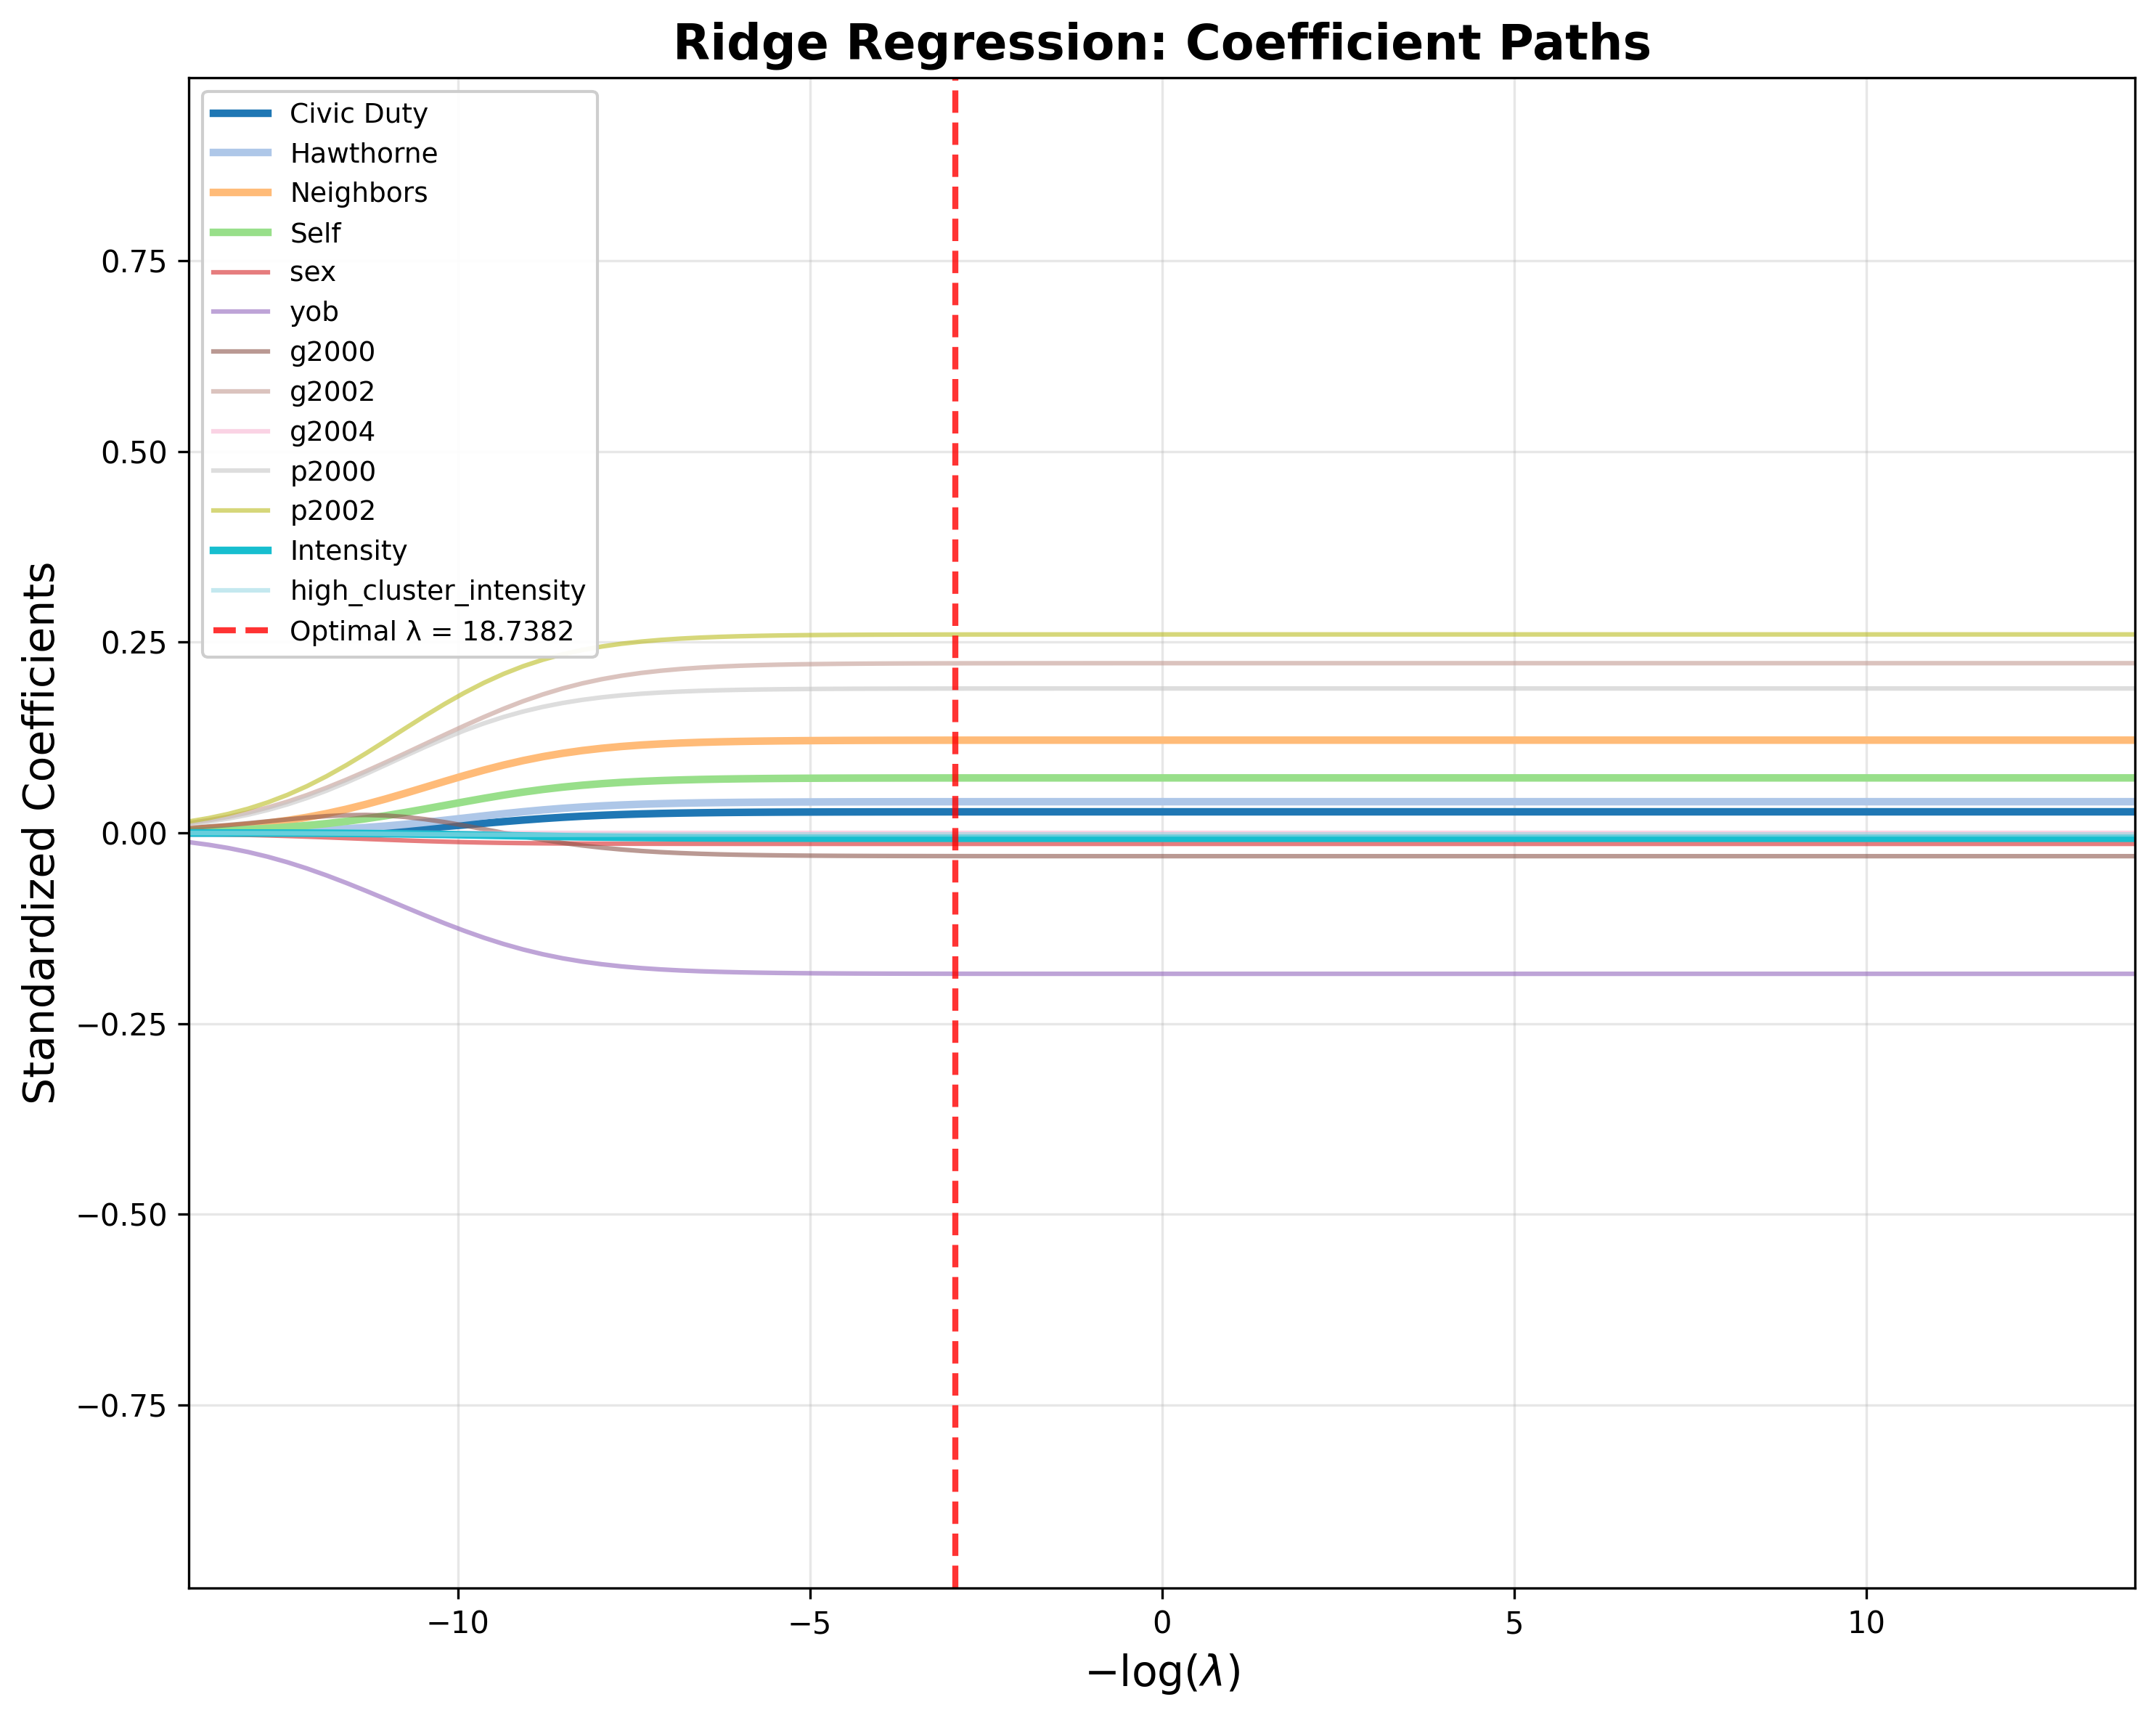 Ridge Regression: Coefficient Paths
Civic Duty
Hawthorne
Neighbors
Self
sex
yob
g2000
g2002
g2004
p2000
p2002
Intensity
high_cluster_intensity
Optimal λ = 18.7382
Standardized Coefficients
0.75
0.50
0.25
0.00
−0.25
−0.50
−0.75
−10
−5
0
5
10
−log(λ)